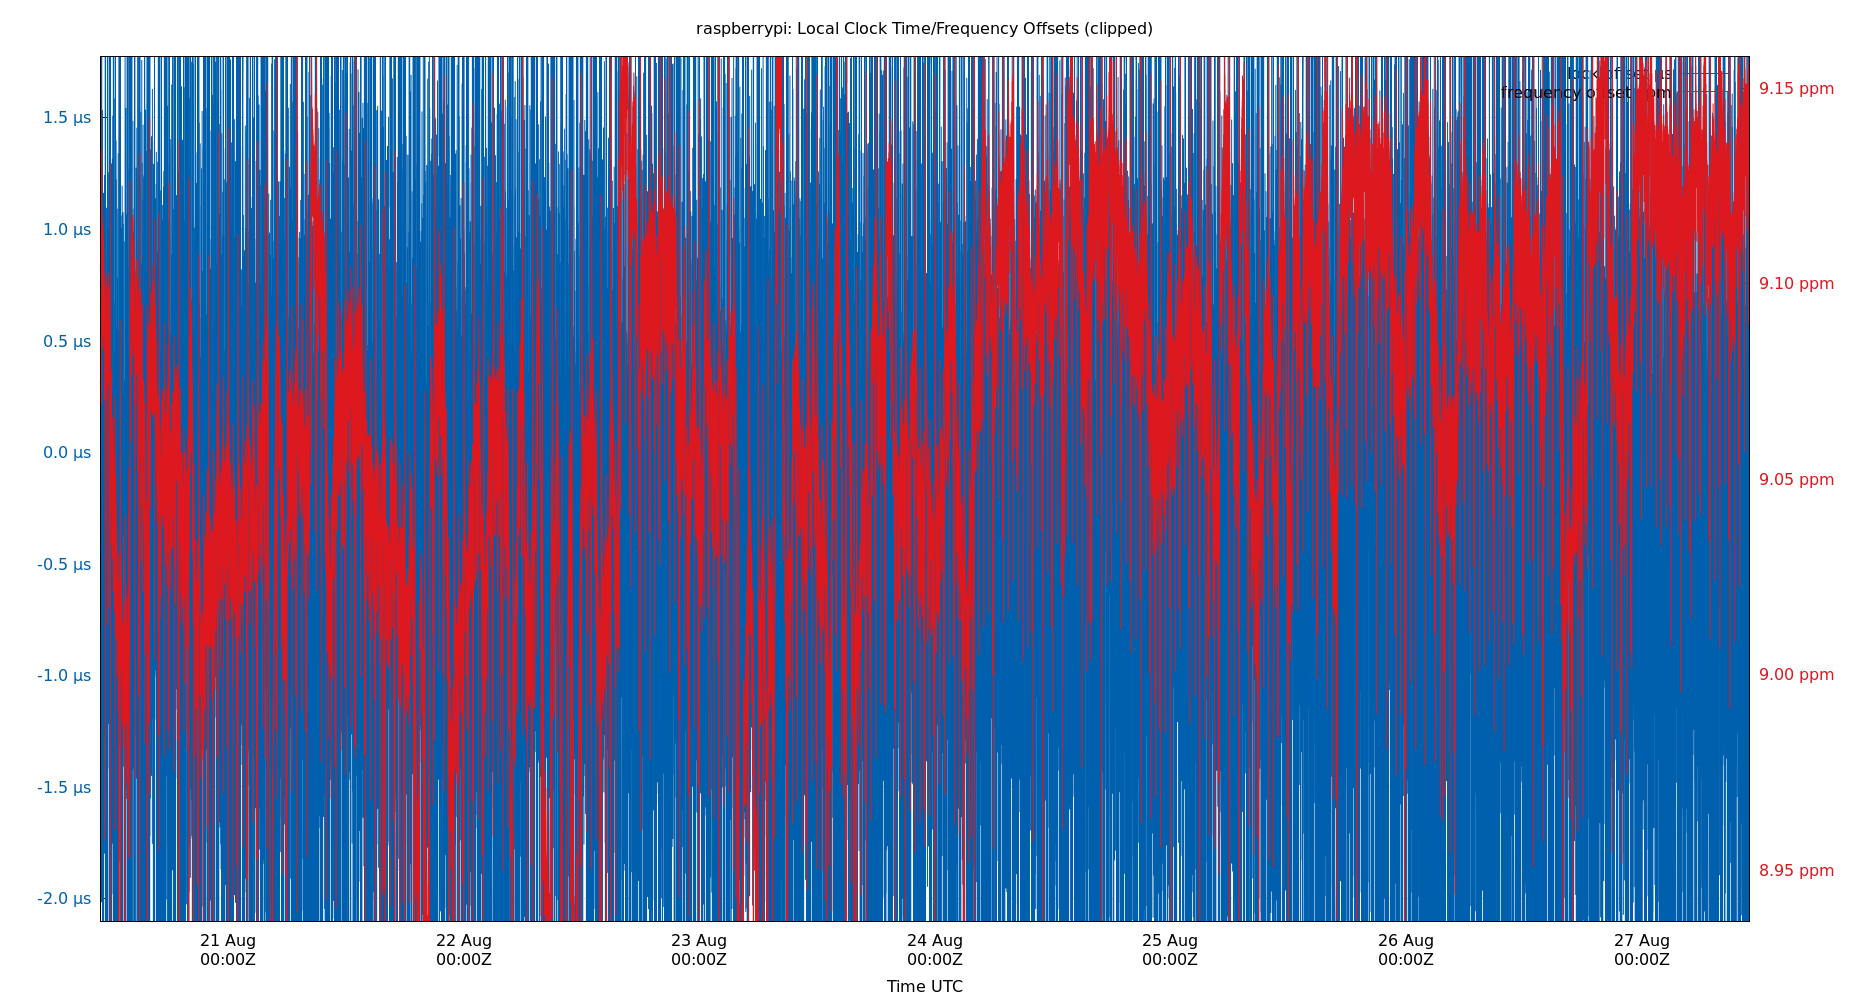 raspberrypi: Local Clock Time/Frequency Offsets (clipped)
frequency offset ppm
1.5 µs
1.0 µs
0.5 µs
0.0 µs
-0.5 µs
-1.0 µs
-1.5 µs
-2.0 µs
9.15 ppm
9.10 ppm
9.05 ppm
9.00 ppm
8.95 ppm
21 Aug
00:00Z
22 Aug
00:00Z
23 Aug
00:00Z
24 Aug
00:00Z
25 Aug
00:00Z
26 Aug
00:00Z
27 Aug
00:00Z
Time UTC